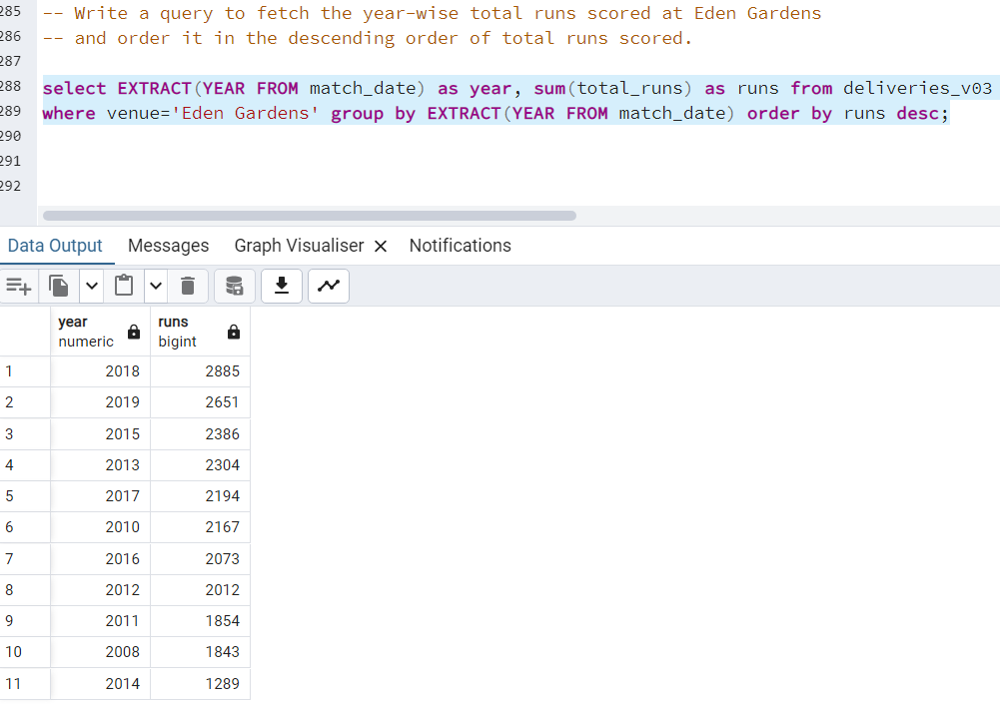 285 -- Write a query to fetch the year-wise total runs scored at Eden Gardens
286 -- and order it in the descending order of total runs scored.
287
288 select EXTRACT(YEAR FROM match_date) as year, sum(total_runs) as runs from deliveries_v03
289 where venue='Eden Gardens' group by EXTRACT(YEAR FROM match_date) order by runs desc;
290
291
292
Data Output Messages Graph Visualiser × Notifications
year runs
numeric bigint
1 2018 2885
2 2019 2651
3 2015 2386
4 2013 2304
5 2017 2194
6 2010 2167
7 2016 2073
8 2012 2012
9 2011 1854
10 2008 1843
11 2014 1289